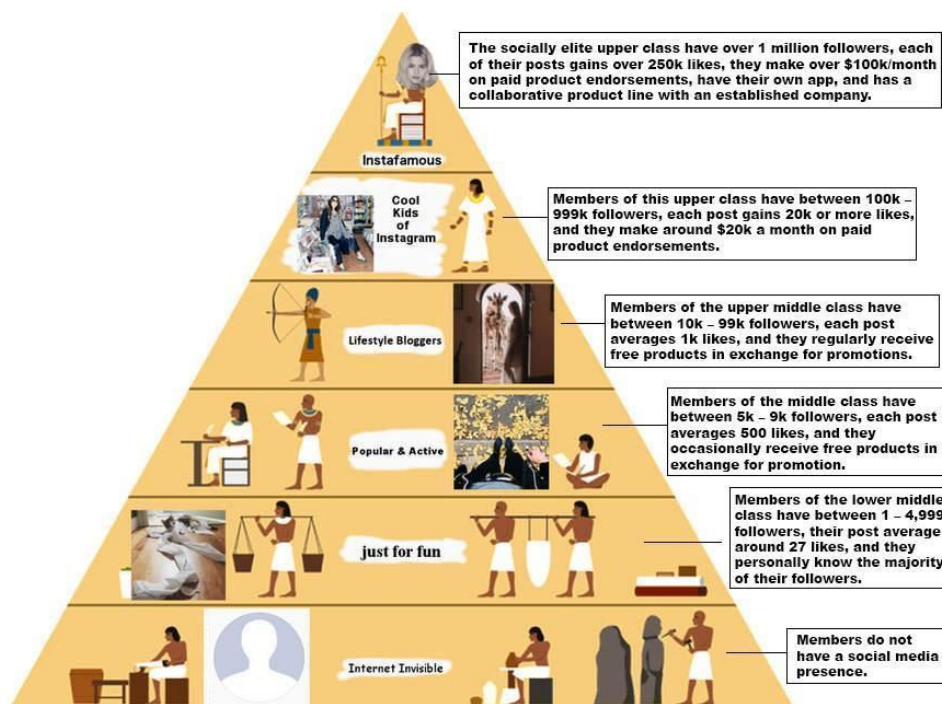 The socially elite upper class have over 1 million followers, each
of their posts gains over 250k likes, they make over $100k/month
on paid product endorsements, have their own app, and has a
collaborative product line with an established company.
Instafamous
Cool
Kids
of
Instagram
Members of this upper class have between 100k –
999k followers, each post gains 20k or more likes,
and they make around $20k a month on paid
product endorsements.
Lifestyle Bloggers
Members of the upper middle class have
between 10k – 99k followers, each post
averages 1k likes, and they regularly receive
free products in exchange for promotions.
Popular & Active
Members of the middle class have
between 5k – 9k followers, each post
averages 500 likes, and they
occasionally receive free products in
exchange for promotion.
just for fun
Members of the lower middle
class have between 1 – 4,999
followers, their post average
around 27 likes, and they
personally know the majority
of their followers.
Internet Invisible
Members do not
have a social media
presence.